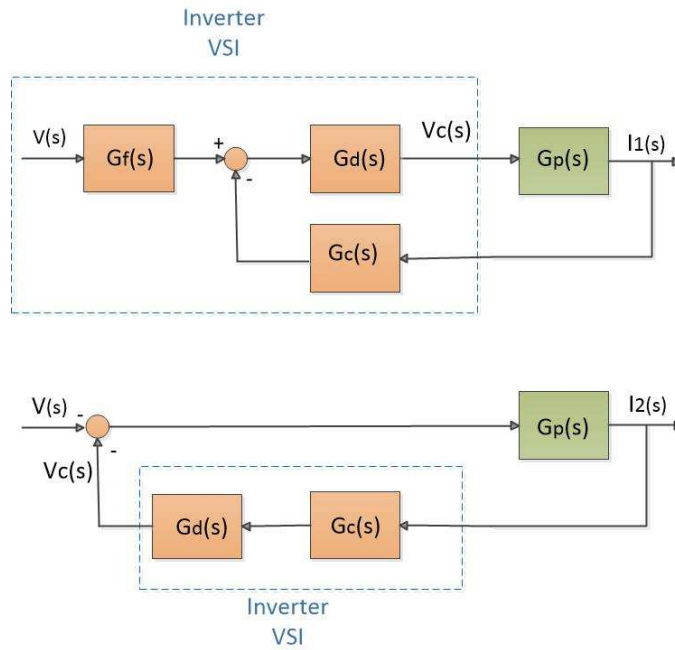 Inverter
VSI
V(s)
Gf(s)
+
-
Gd(s)
Vc(s)
Gp(s)
I1(s)
Gc(s)
V(s)
-
-
Vc(s)
Gp(s)
I2(s)
Gd(s)
Gc(s)
Inverter
VSI